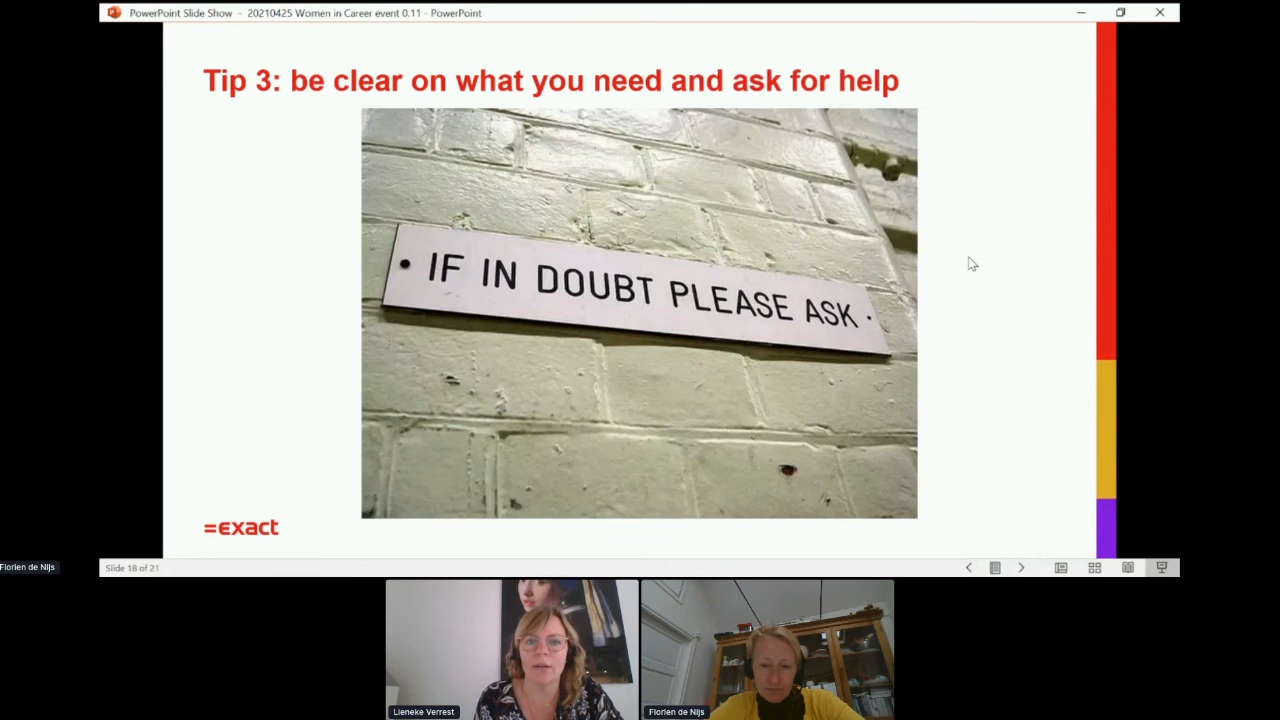 PowerPoint Slide Show - 20210425 Women in Career event 0.11 - PowerPoint
Tip 3: be clear on what you need and ask for help
IF IN DOUBT PLEASE ASK
=exact
Florien de Nijs
Slide 18 of 21
Lieneke Verrest
Florien de Nijs